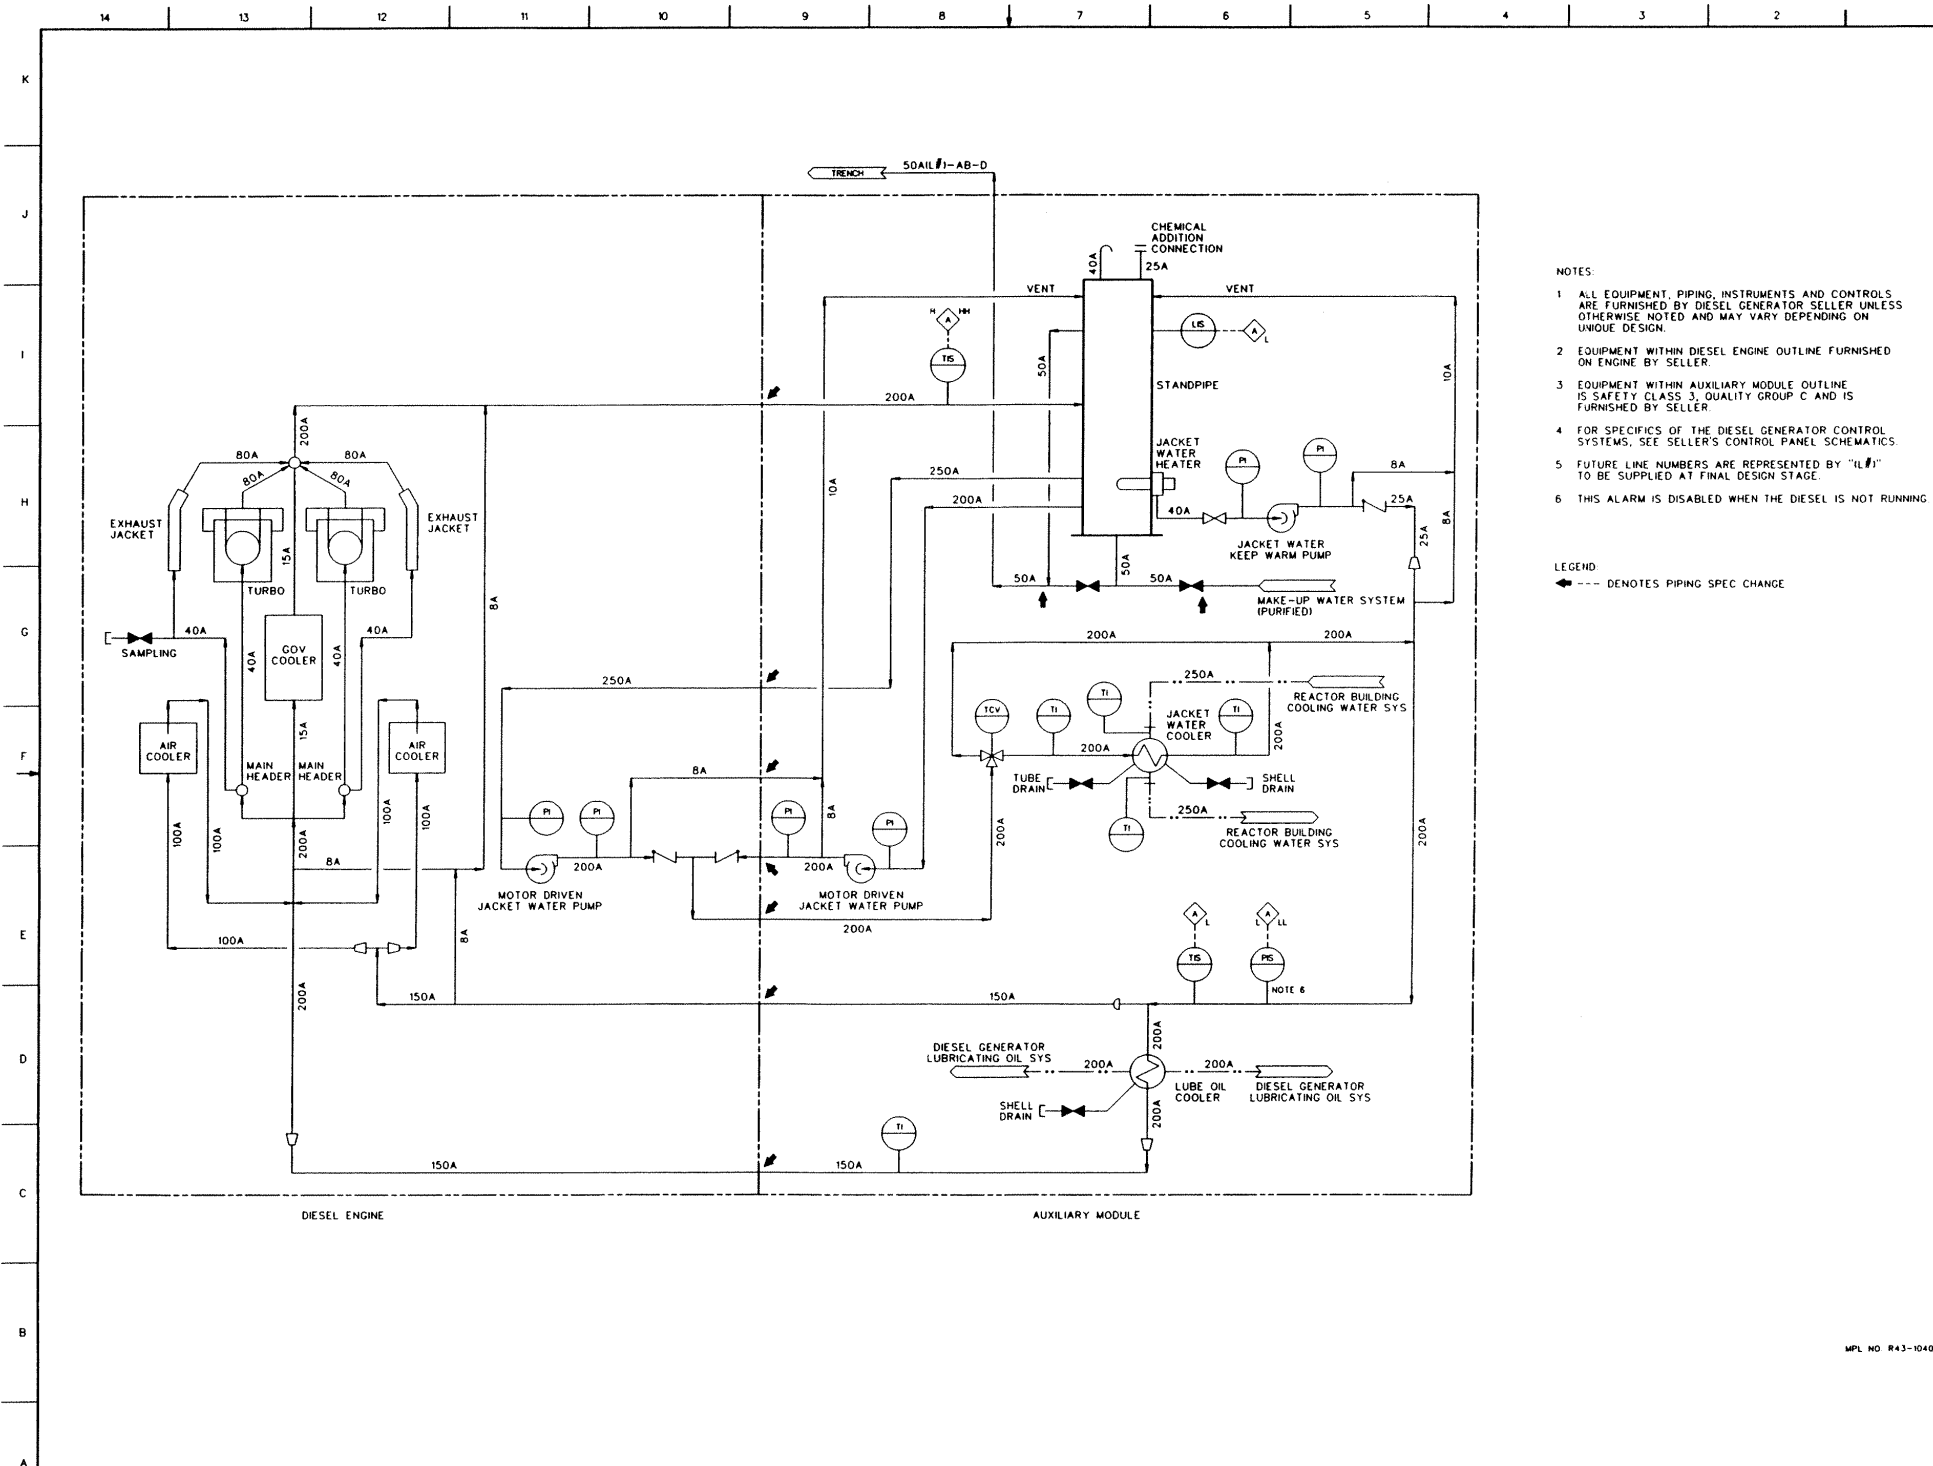 14 13 12 11 10 9 8 7 6 5 4 3 2
K
J
I
H
G
F
E
D
C
B
A
TRENCH
50A(L#)-AB-D
CHEMICAL
ADDITION
CONNECTION
40A
25A
VENT
VENT
H A HH
TIS
LIS
A L
50A
STANDPIPE
10A
200A
200A
80A
80A
80A
80A
EXHAUST
JACKET
EXHAUST
JACKET
15A
TURBO
TURBO
250A
200A
10A
JACKET
WATER
HEATER
PI
PI
8A
25A
40A
JACKET WATER
KEEP WARM PUMP
8A
25A
50A
50A
50A
MAKE-UP WATER SYSTEM
(PURIFIED)
8A
40A
SAMPLING
40A
40A
GOV
COOLER
40A
200A
200A
250A
250A
REACTOR BUILDING
COOLING WATER SYS
TCV
TI
TI
JACKET
WATER
COOLER
TI
200A
200A
TUBE
DRAIN
SHELL
DRAIN
250A
TI
REACTOR BUILDING
COOLING WATER SYS
AIR
COOLER
AIR
COOLER
15A
MAIN
HEADER
MAIN
HEADER
100A
100A
100A
100A
200A
8A
8A
8A
PI
PI
PI
PI
200A
200A
200A
200A
MOTOR DRIVEN
JACKET WATER PUMP
MOTOR DRIVEN
JACKET WATER PUMP
200A
100A
8A
A L
L A LL
TIS
PIS
NOTE 6
200A
150A
150A
200A
DIESEL GENERATOR
LUBRICATING OIL SYS
200A
200A
LUBE OIL
COOLER
DIESEL GENERATOR
LUBRICATING OIL SYS
SHELL
DRAIN
200A
TI
150A
150A
DIESEL ENGINE
AUXILIARY MODULE
NOTES:
1 ALL EQUIPMENT, PIPING, INSTRUMENTS AND CONTROLS
ARE FURNISHED BY DIESEL GENERATOR SELLER UNLESS
OTHERWISE NOTED AND MAY VARY DEPENDING ON
UNIQUE DESIGN.
2 EQUIPMENT WITHIN DIESEL ENGINE OUTLINE FURNISHED
ON ENGINE BY SELLER.
3 EQUIPMENT WITHIN AUXILIARY MODULE OUTLINE
IS SAFETY CLASS 3, QUALITY GROUP C AND IS
FURNISHED BY SELLER.
4 FOR SPECIFICS OF THE DIESEL GENERATOR CONTROL
SYSTEMS, SEE SELLER'S CONTROL PANEL SCHEMATICS.
5 FUTURE LINE NUMBERS ARE REPRESENTED BY "(L#)"
TO BE SUPPLIED AT FINAL DESIGN STAGE.
6 THIS ALARM IS DISABLED WHEN THE DIESEL IS NOT RUNNING
LEGEND:
--- DENOTES PIPING SPEC CHANGE
MPL NO R43-1040